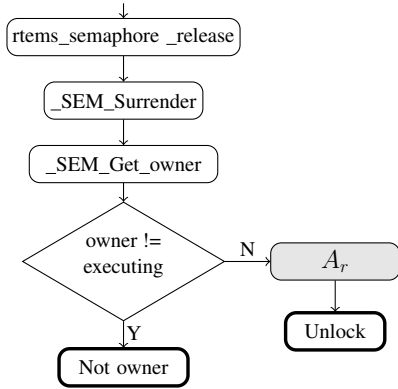 rtems_semaphore _release
_SEM_Surrender
_SEM_Get_owner
owner !=
executing
N
A_r
Unlock
Y
Not owner